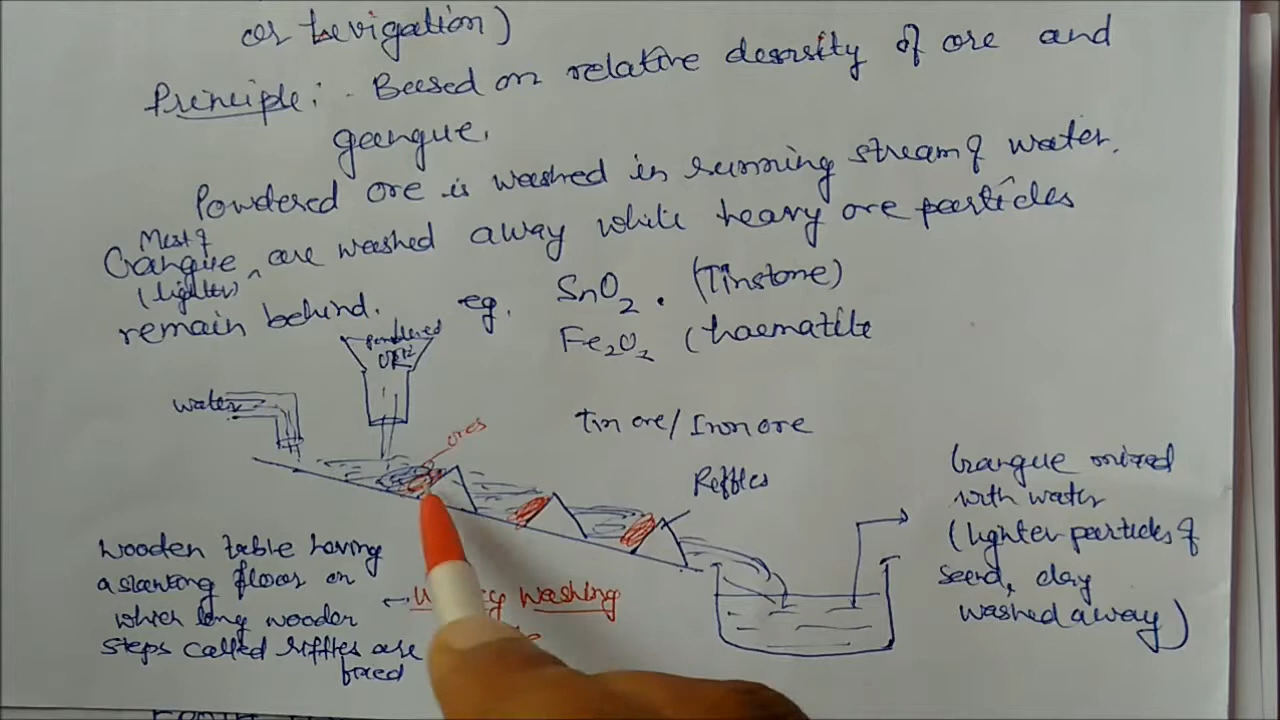 or Levigation)
Principle: - Based on relative density of ore and
gangue.
Powdered ore is washed in running stream of water.
Most of
Gangue ^ are washed away while heavy ore particles
(lighter)
remain behind. eg. SnO2. (Tinstone)
Fe2O2 (haematite
powdered
ore
water
ores
Tin ore/ Iron ore
Reffles
Gangue mixed
with water
(lighter particles of
sand, clay
washed away)
Wooden table having
a slanting floor on
which long wooden
steps called riffles are
fixed
Washing